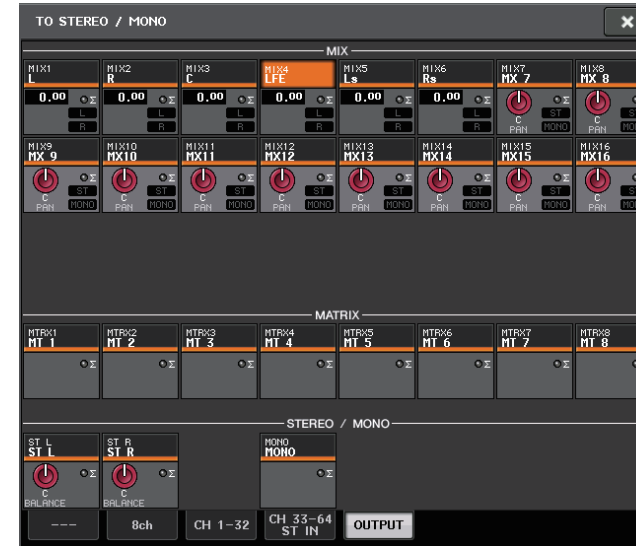 TO STEREO / MONO
MIX
MIX1 MIX2 MIX3 MIX4 MIX5 MIX6 MIX7 MIX8
L R C LFE Ls Rs MX 7 MX 8
0.00 Σ 0.00 Σ 0.00 Σ 0.00 Σ 0.00 Σ 0.00 Σ Σ
L L L L L L ST
R R R R R R C PAN MONO C PAN
MIX9 MIX10 MIX11 MIX12 MIX13 MIX14 MIX15 MIX16
MX 9 MX10 MX11 MX12 MX13 MX14 MX15 MX16
Σ Σ Σ Σ Σ Σ Σ
ST ST ST ST ST ST ST
C C C C C C C C
PAN MONO PAN MONO PAN MONO PAN MONO PAN MONO PAN MONO PAN MONO PAN
MATRIX
MTRX1 MTRX2 MTRX3 MTRX4 MTRX5 MTRX6 MTRX7 MTRX8
MT 1 MT 2 MT 3 MT 4 MT 5 MT 6 MT 7 MT 8
Σ Σ Σ Σ Σ Σ Σ
STEREO / MONO
ST L ST R MONO
ST L ST R MONO
Σ Σ Σ
C C
BALANCE BALANCE
--- 8ch CH 1-32 CH 33-64 OUTPUT
ST IN